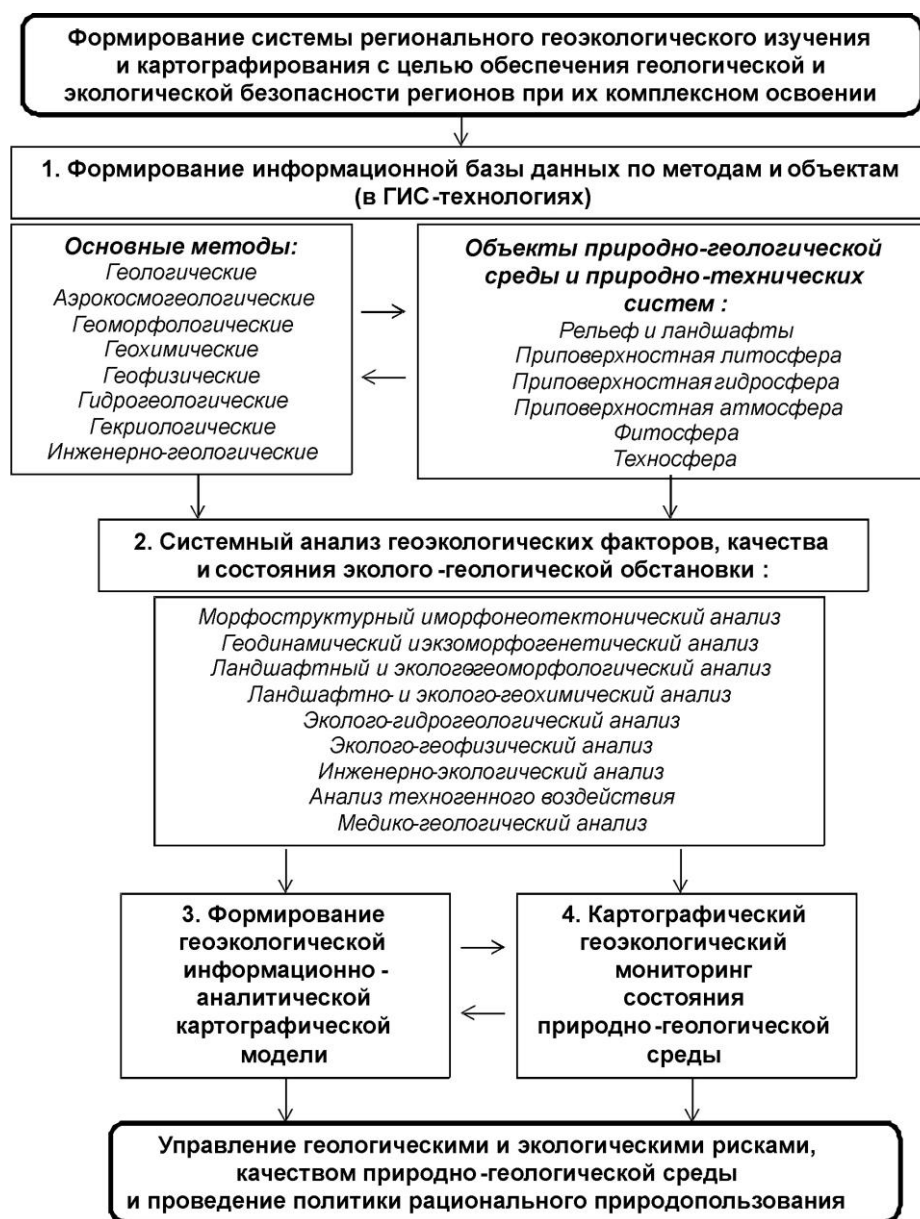 Формирование системы регионального геоэкологического изучения
и картографирования с целью обеспечения геологической и
экологической безопасности регионов при их комплексном освоении
1. Формирование информационной базы данных по методам и объектам
(в ГИС-технологиях)
Основные методы:
Геологические
Аэрокосмогеологические
Геоморфологические
Геохимические
Геофизические
Гидрогеологические
Гекриологические
Инженерно-геологические
Объекты природно-геологической
среды и природно-технических
систем :
Рельеф и ландшафты
Приповерхностная литосфера
Приповерхностная гидросфера
Приповерхностная атмосфера
Фитосфера
Техносфера
2. Системный анализ геоэкологических факторов, качества
и состояния эколого -геологической обстановки :
Морфоструктурный иморфонеотектонический анализ
Геодинамический иэкзоморфогенетический анализ
Ландшафтный и экологвгеоморфологический анализ
Ландшафтно- и эколого-геохимический анализ
Эколого-гидрогеологический анализ
Эколого-геофизический анализ
Инженерно-экологический анализ
Анализ техногенного воздействия
Медико-геологический анализ
3. Формирование
геоэкологической
информационно -
аналитической
картографической
модели
4. Картографический
геоэкологический
мониторинг
состояния
природно-геологической
среды
Управление геологическими и экологическими рисками,
качеством природно-геологической среды
и проведение политики рационального природопользования